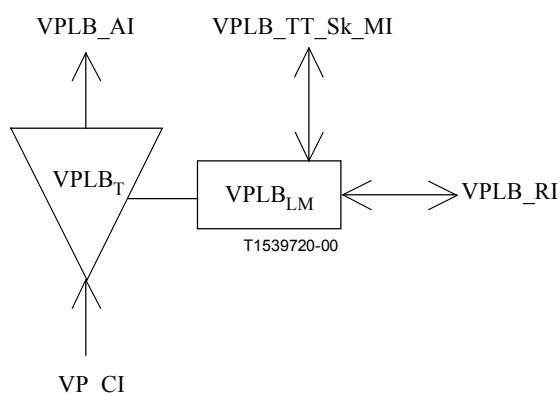 VPLB_AI
VPLB_TT_Sk_MI
VPLB_T
VPLB_LM
VPLB_RI
T1539720-00
VP_CI